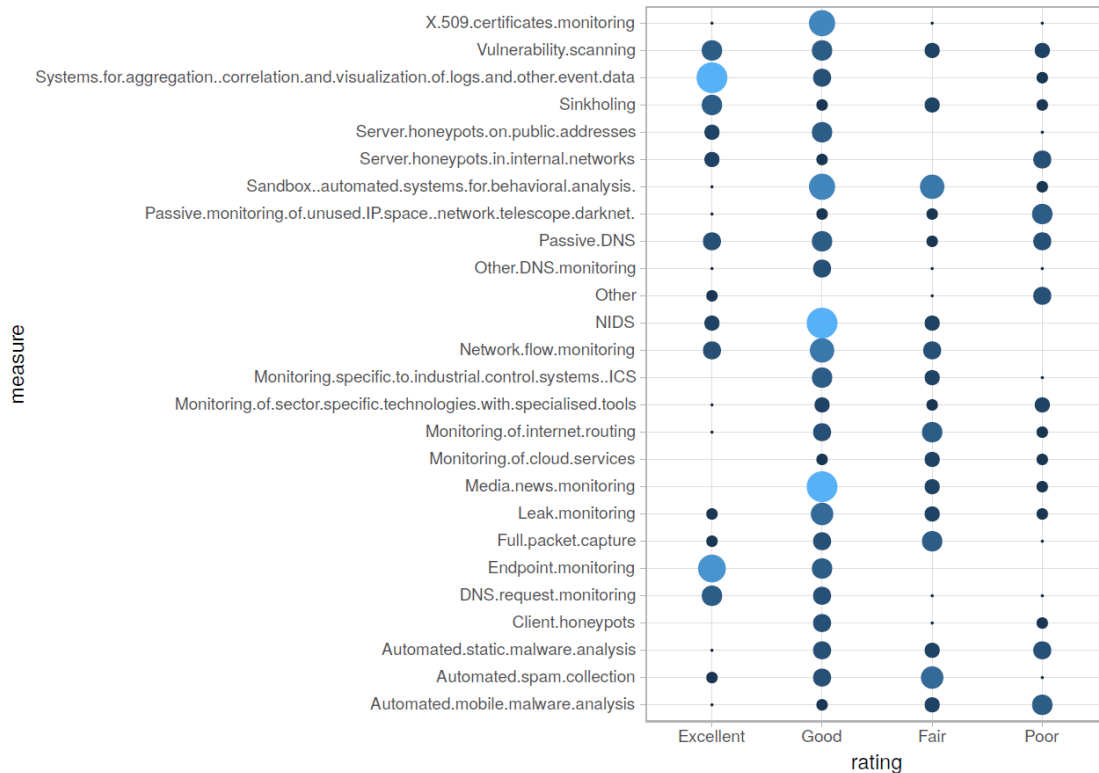 X.509.certificates.monitoring
Vulnerability.scanning
Systems.for.aggregation..correlation.and.visualization.of.logs.and.other.event.data
Sinkholing
Server.honeypots.on.public.addresses
Server.honeypots.in.internal.networks
Sandbox..automated.systems.for.behavioral.analysis.
Passive.monitoring.of.unused.IP.space..network.telescope.darknet.
Passive.DNS
Other.DNS.monitoring
Other
NIDS
Network.flow.monitoring
Monitoring.specific.to.industrial.control.systems..ICS
Monitoring.of.sector.specific.technologies.with.specialised.tools
Monitoring.of.internet.routing
Monitoring.of.cloud.services
Media.news.monitoring
Leak.monitoring
Full.packet.capture
Endpoint.monitoring
DNS.request.monitoring
Client.honeypots
Automated.static.malware.analysis
Automated.spam.collection
Automated.mobile.malware.analysis
measure
Excellent Good Fair Poor
rating